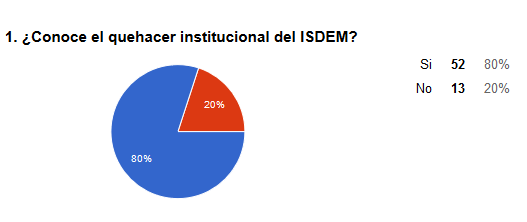 1. ¿Conoce el quehacer institucional del ISDEM?
Si 52 80%
No 13 20%
20%
80%